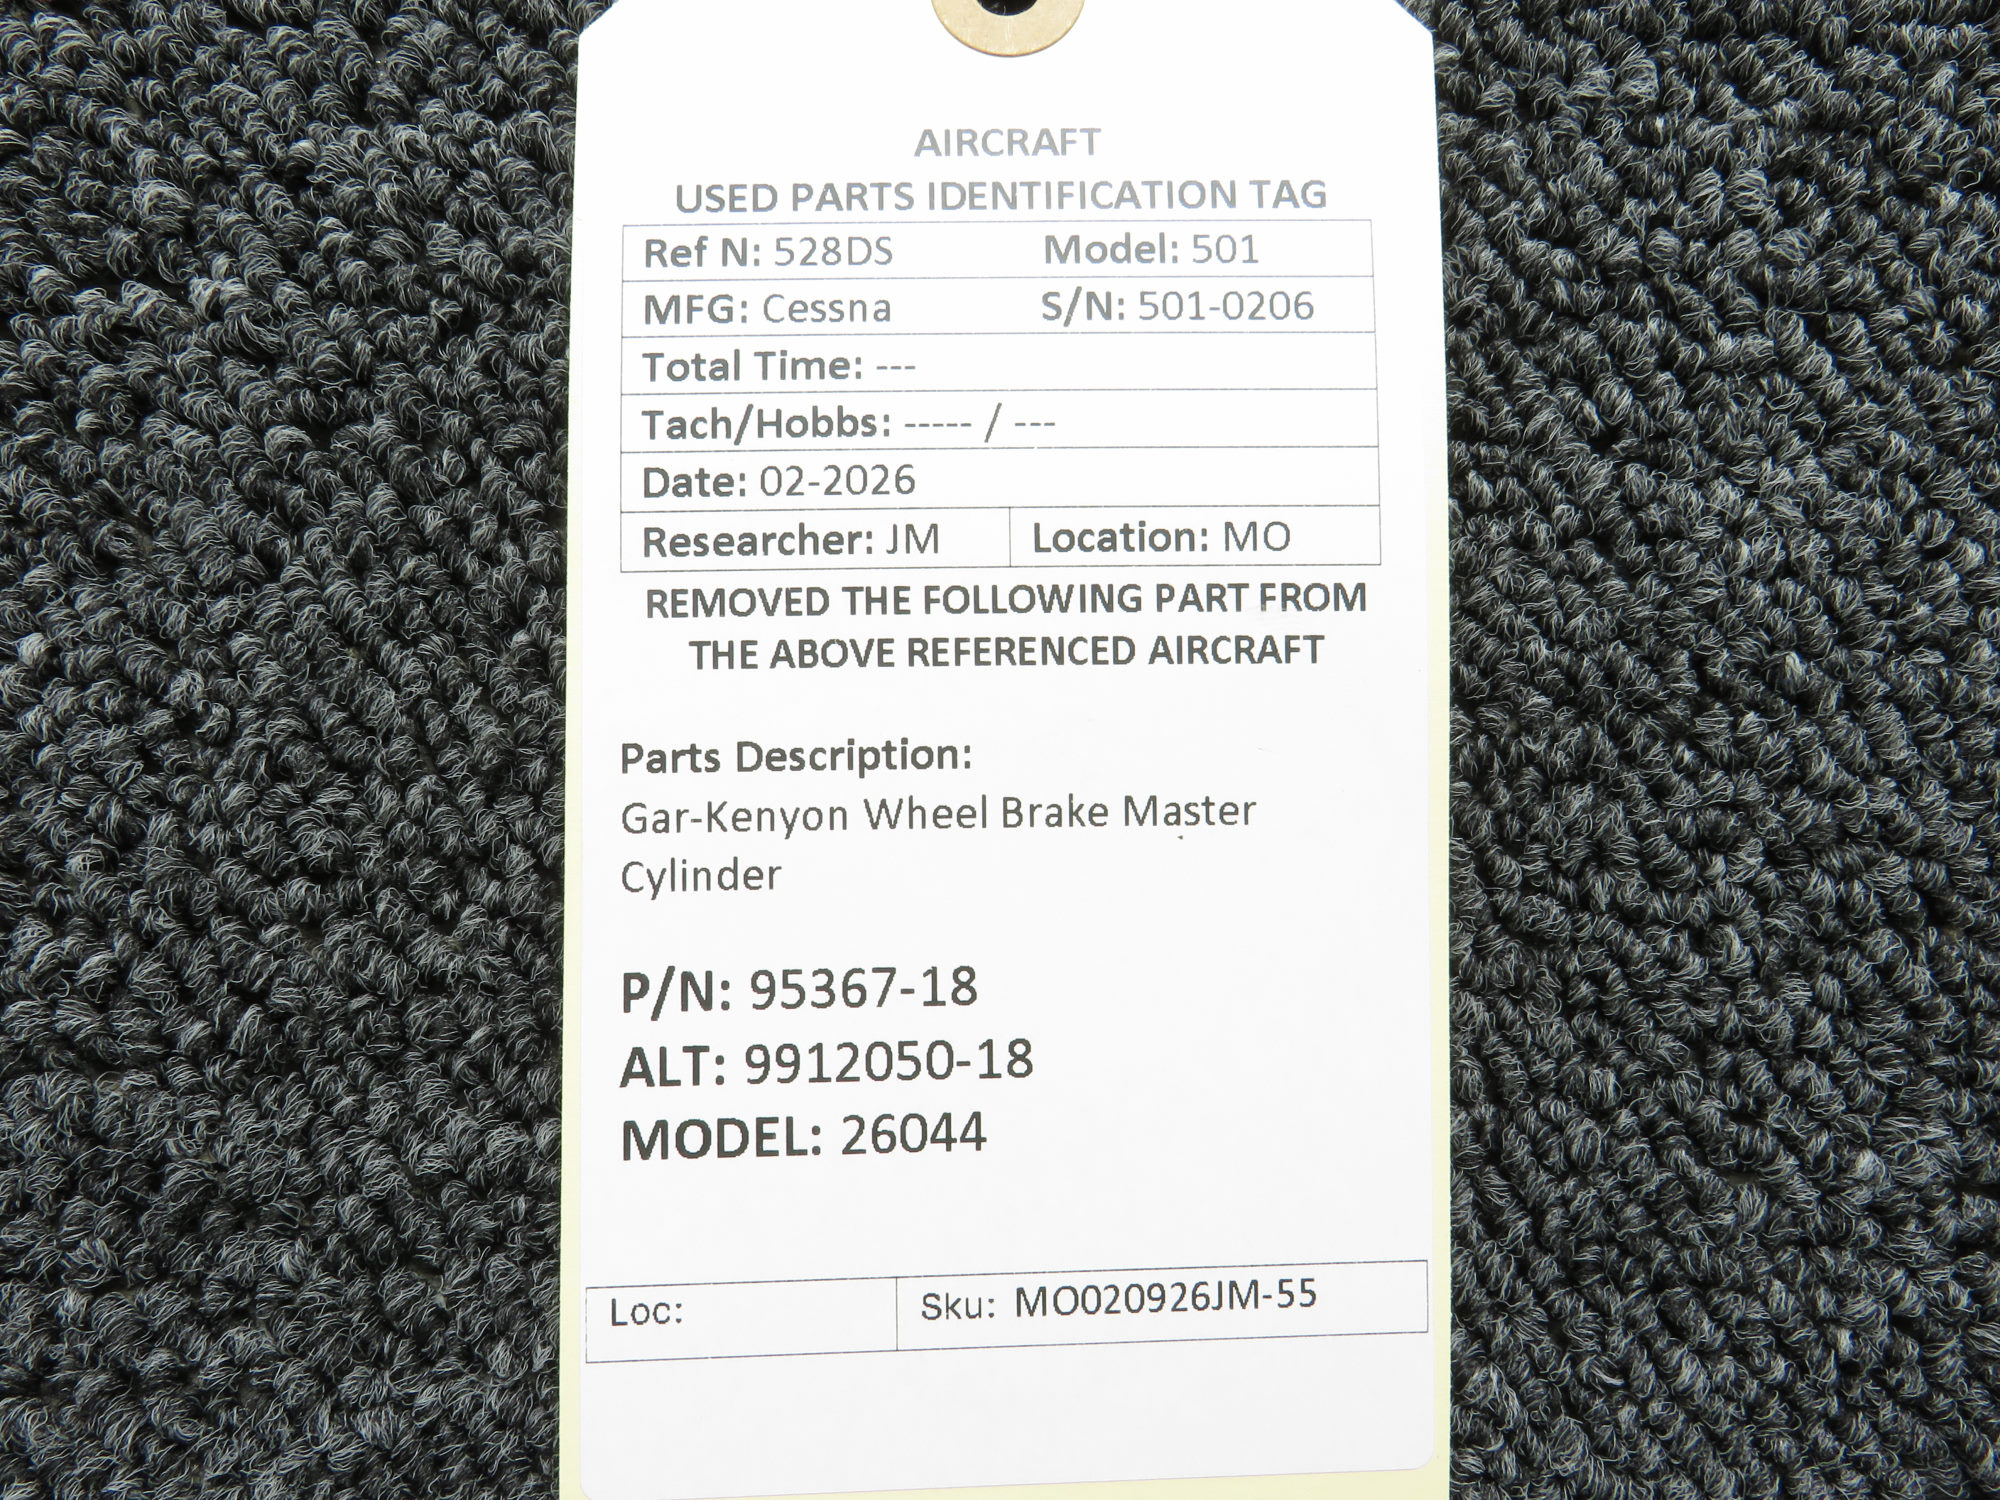 AIRCRAFT
USED PARTS IDENTIFICATION TAG
Ref N: 528DS Model: 501
MFG: Cessna S/N: 501-0206
Total Time: ---
Tach/Hobbs: ----- / ---
Date: 02-2026
Researcher: JM Location: MO
REMOVED THE FOLLOWING PART FROM
THE ABOVE REFERENCED AIRCRAFT
Parts Description:
Gar-Kenyon Wheel Brake Master
Cylinder
P/N: 95367-18
ALT: 9912050-18
MODEL: 26044
Loc: Sku: MO020926JM-55